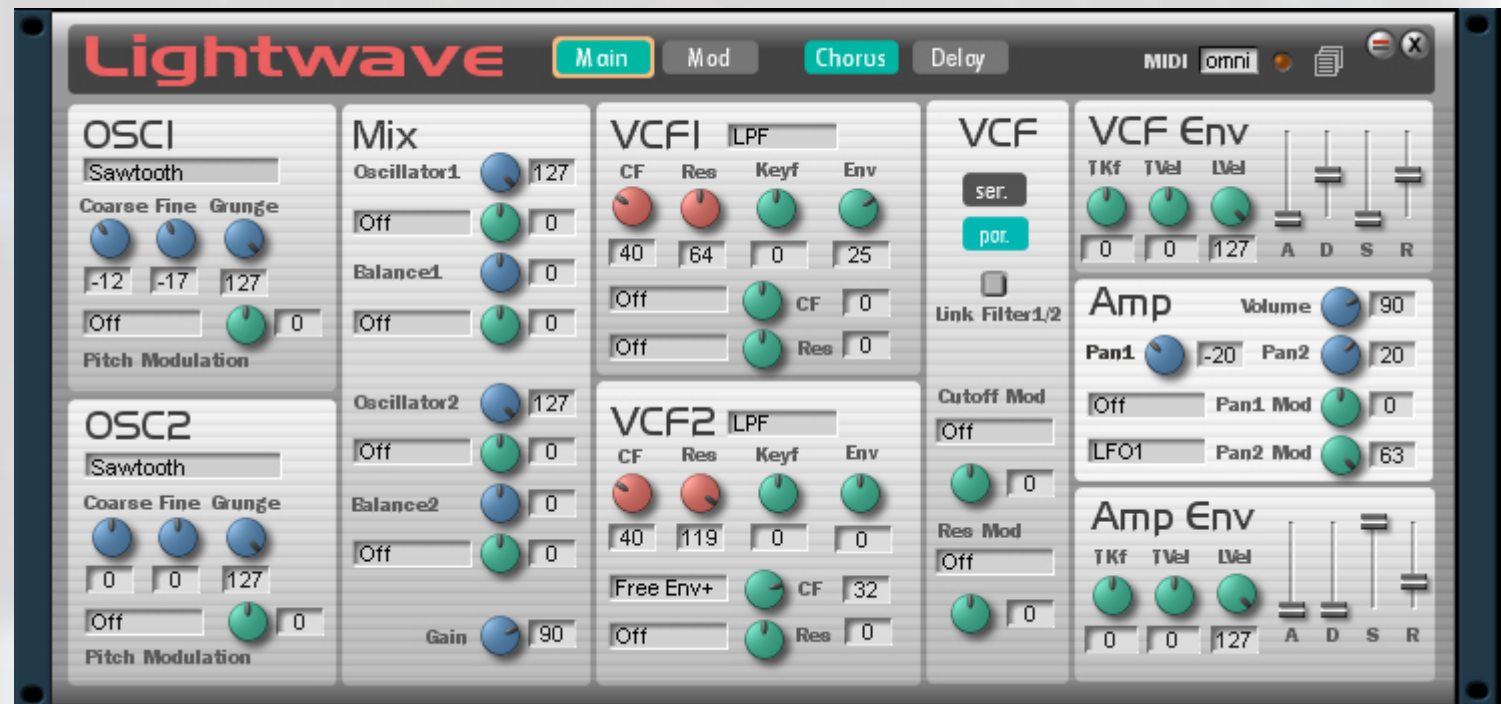 Lightwave Main Mod Chorus Delay MIDI omni
OSC1
Sawtooth
Coarse Fine Grunge
-12 -17 127
Off 0
Pitch Modulation
OSC2
Sawtooth
Coarse Fine Grunge
0 0 127
Off 0
Pitch Modulation
Mix
Oscillator1 127
Off 0
Balance1 0
Off 0
Oscillator2 127
Off 0
Balance2 0
Off 0
Gain 90
VCF1 LPF
CF Res Keyf Env
40 64 0 25
Off CF 0
Off Res 0
VCF2 LPF
CF Res Keyf Env
40 119 0 0
Free Env+ CF 32
Off Res 0
VCF
ser.
par.
Link Filter1/2
Cutoff Mod
Off
0
Res Mod
Off
0
VCF Env
TKf TVel LVel
0 0 127 A D S R
Amp Volume 90
Pan1 -20 Pan2 20
Off Pan1 Mod 0
LFO1 Pan2 Mod 63
Amp Env
TKf TVel LVel
0 0 127 A D S R